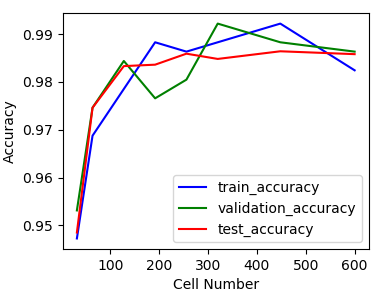 0.99
0.98
0.97
0.96
0.95
Accuracy
train_accuracy
validation_accuracy
test_accuracy
100 200 300 400 500 600
Cell Number